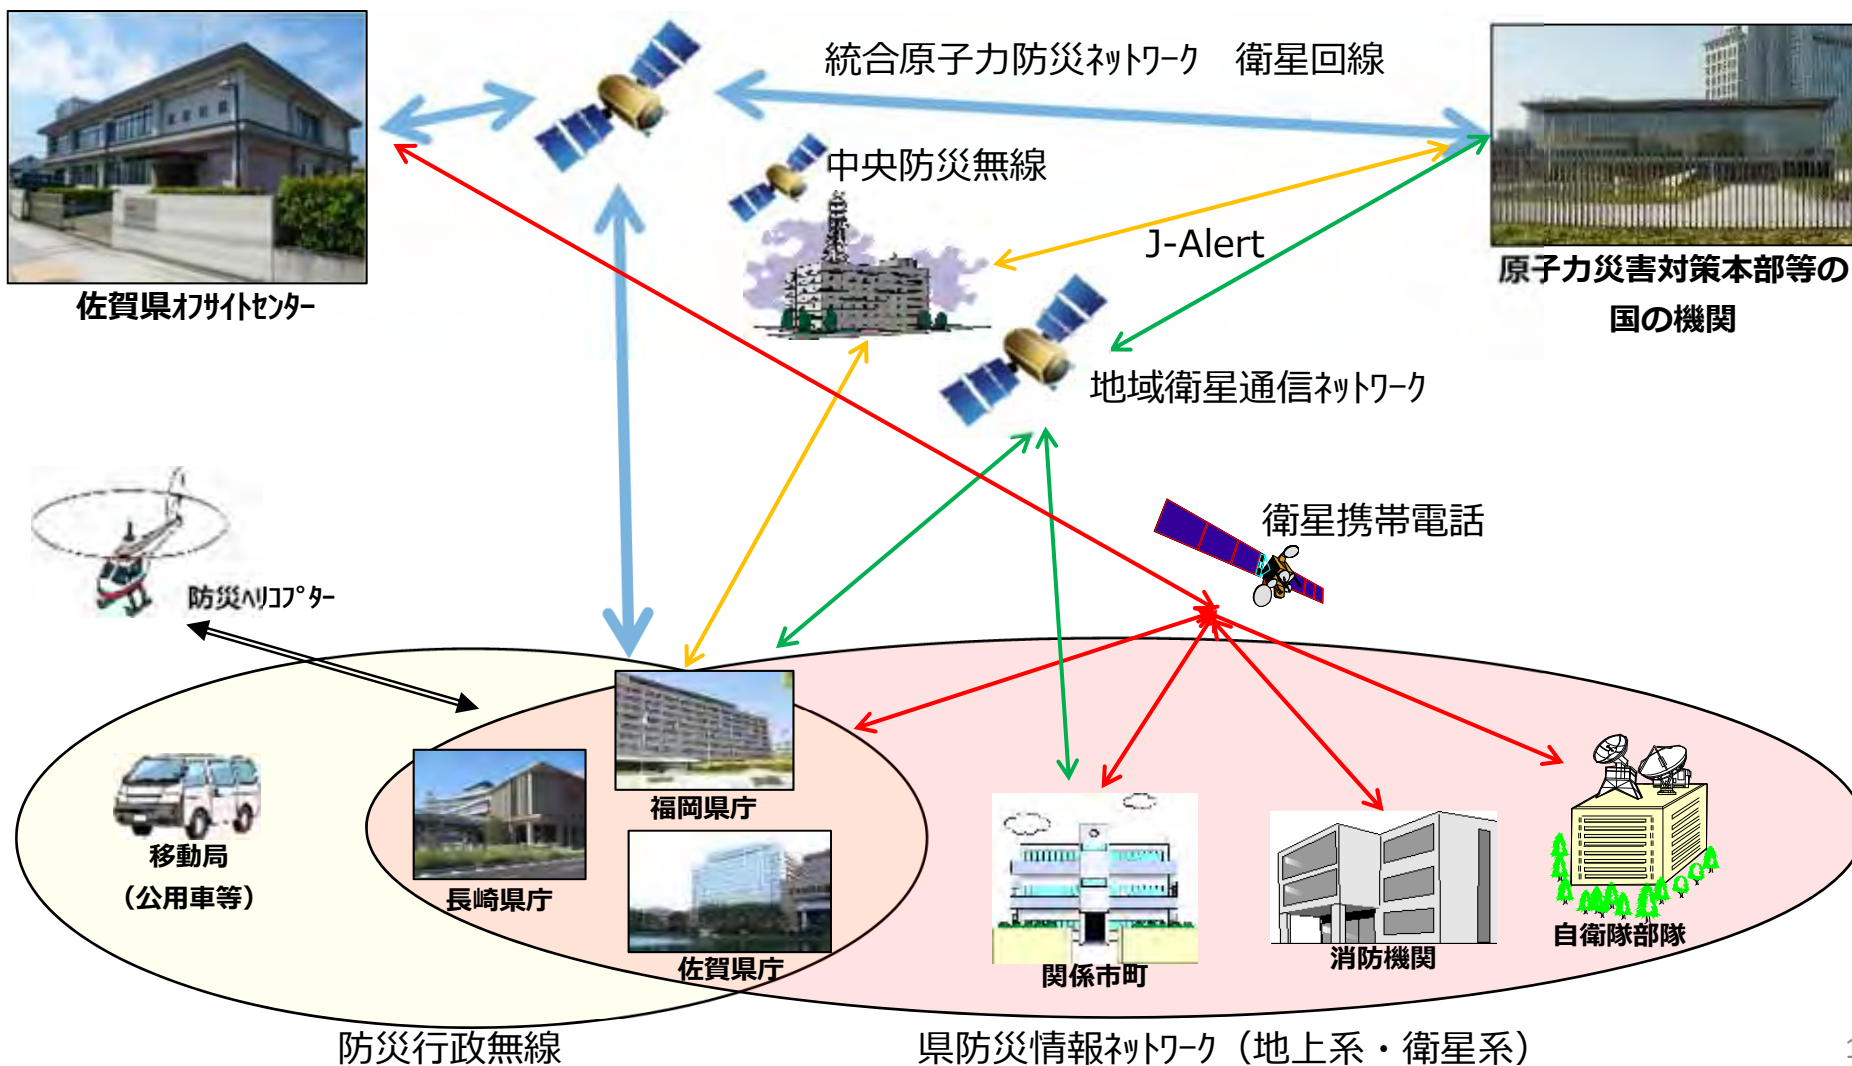 統合原子力防災ﾈｯﾄﾜｰｸ　衛星回線
中央防災無線
J-Alert
佐賀県ｵﾌｻｲﾄｾﾝﾀｰ
原子力災害対策本部等の
国の機関
地域衛星通信ﾈｯﾄﾜｰｸ
衛星携帯電話
防災ﾍﾘｺﾌﾟﾀｰ
福岡県庁
移動局
（公用車等）
長崎県庁
佐賀県庁
関係市町
消防機関
自衛隊部隊
防災行政無線
県防災情報ﾈｯﾄﾜｰｸ（地上系・衛星系）